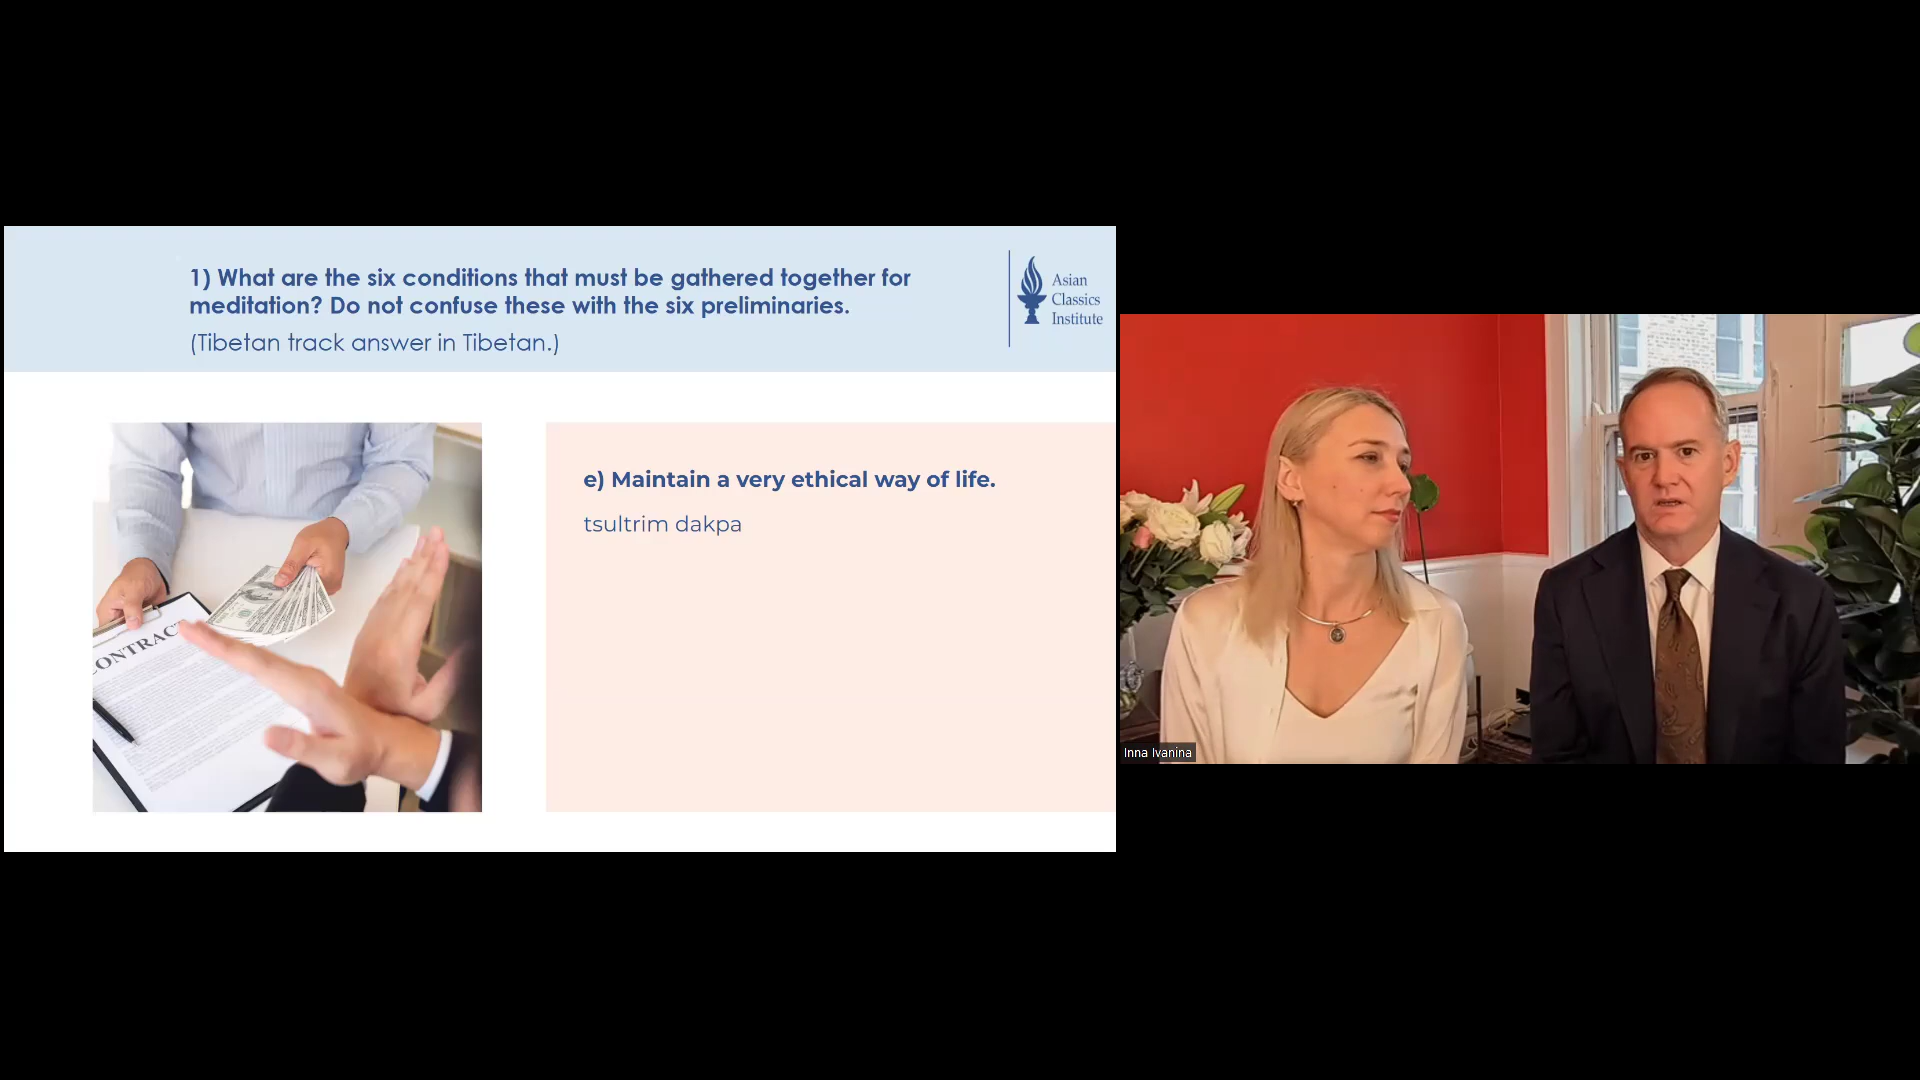 1) What are the six conditions that must be gathered together for
meditation? Do not confuse these with the six preliminaries.
(Tibetan track answer in Tibetan.)
Asian
Classics
Institute
e) Maintain a very ethical way of life.
tsultrim dakpa
Inna Ivanina